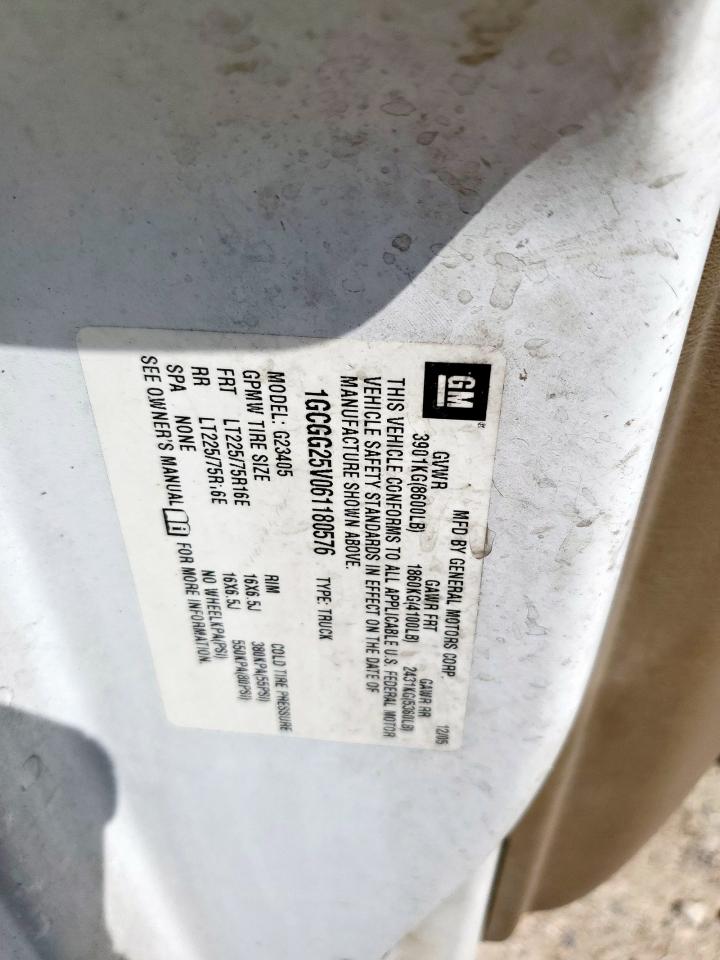 GM ® MFD BY GENERAL MOTORS CORP. 12/05
GVWR GAWR FRT GAWR RR
3901KG(8600LB) 1860KG(4100LB) 2431KG(5360LB)
THIS VEHICLE CONFORMS TO ALL APPLICABLE U.S. FEDERAL MOTOR
VEHICLE SAFETY STANDARDS IN EFFECT ON THE DATE OF
MANUFACTURE SHOWN ABOVE.
1GCGG25V061180576 TYPE: TRUCK
MODEL: G23405
GPMW TIRE SIZE RIM COLD TIRE PRESSURE
FRT LT225/75R16E 16X6.5J 380KPA(55PSI)
RR LT225/75R16E 16X6.5J 550KPA(80PSI)
SPA NONE NO WHEELKPA(PSI)
SEE OWNER'S MANUAL FOR MORE INFORMATION.